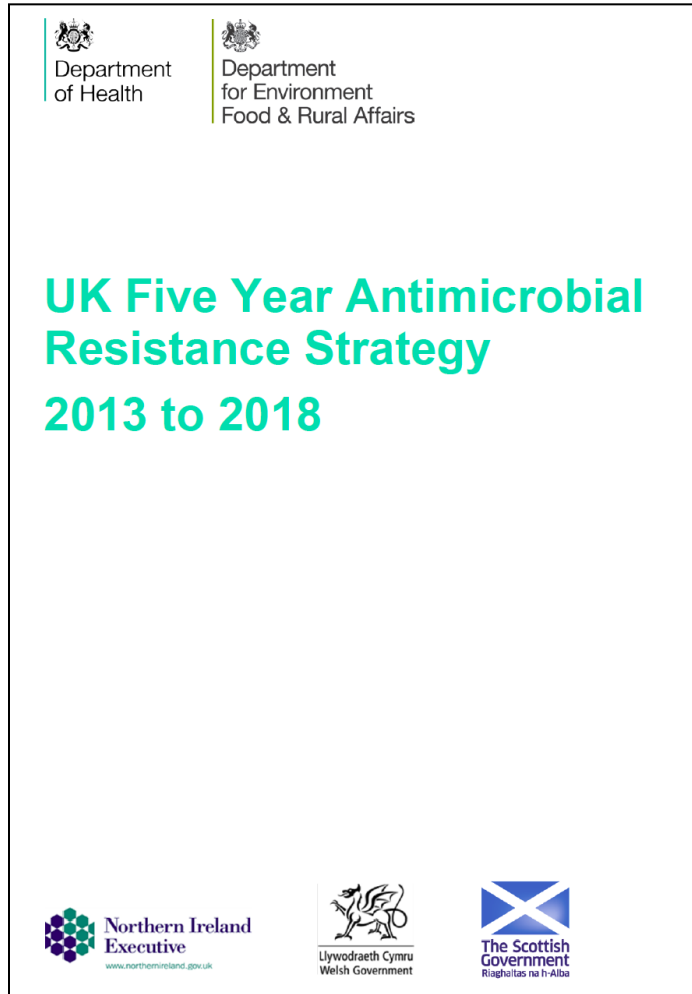 Department
of Health
Department
for Environment
Food & Rural Affairs
UK Five Year Antimicrobial
Resistance Strategy
2013 to 2018
Northern Ireland
Executive
www.northernireland.gov.uk
Llywodraeth Cymru
Welsh Government
The Scottish
Government
Riaghaltas na h-Alba